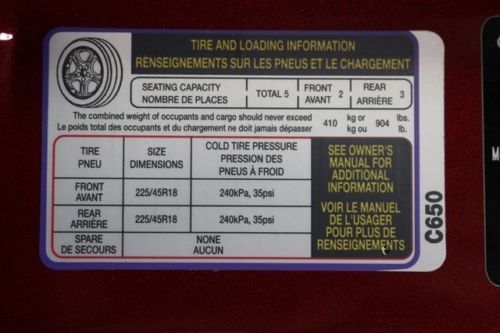 TIRE AND LOADING INFORMATION
RENSEIGNEMENTS SUR LES PNEUS ET LE CHARGEMENT
SEATING CAPACITY
NOMBRE DE PLACES
TOTAL 5
FRONT
AVANT 2
REAR
ARRIÈRE 3
The combined weight of occupants and cargo should never exceed 410 kg or 904 lbs.
Le poids total des occupants et du chargement ne doit jamais dépasser kg ou lb.
TIRE
PNEU
SIZE
DIMENSIONS
COLD TIRE PRESSURE
PRESSION DES
PNEUS À FROID
FRONT
AVANT
225/45R18
240kPa, 35psi
REAR
ARRIÈRE
225/45R18
240kPa, 35psi
SPARE
DE SECOURS
NONE
AUCUN
SEE OWNER'S
MANUAL FOR
ADDITIONAL
INFORMATION
VOIR LE MANUEL
DE L'USAGER
POUR PLUS DE
RENSEIGNEMENTS
C650
M